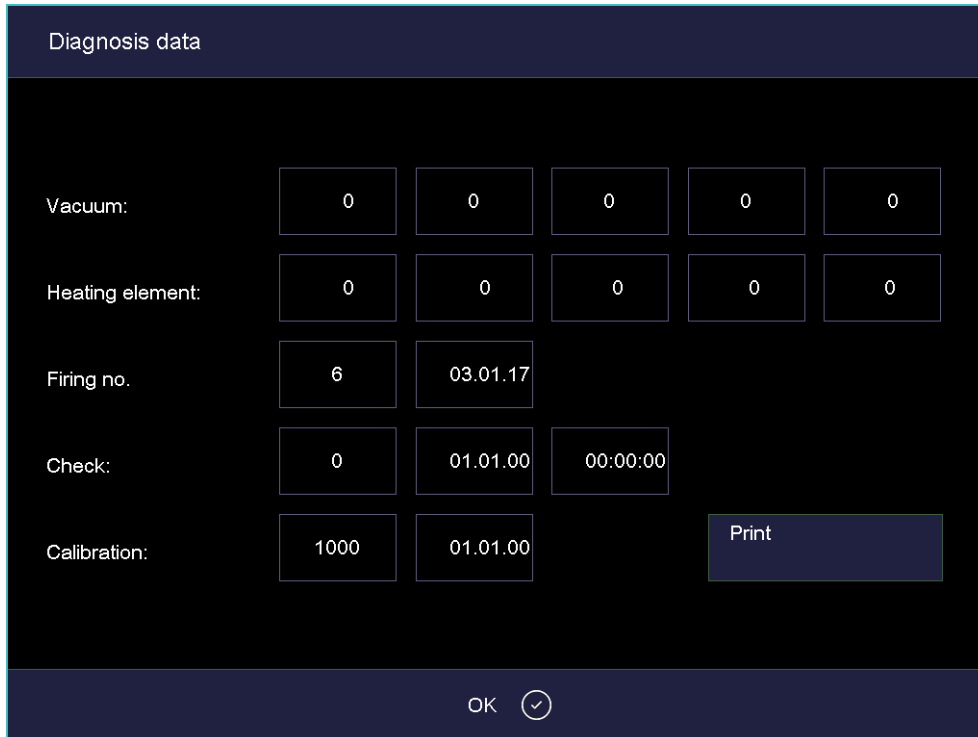 Diagnosis data
Vacuum: 0 0 0 0 0
Heating element: 0 0 0 0 0
Firing no. 6 03.01.17
Check: 0 01.01.00 00:00:00
Calibration: 1000 01.01.00 Print
OK